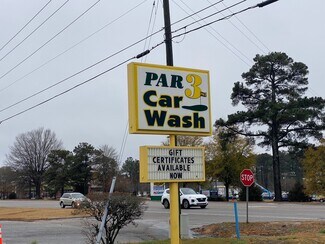 PAR 3
Car
Wash
GIFT
CERTIFICATES
AVAILABLE
NOW
STOP